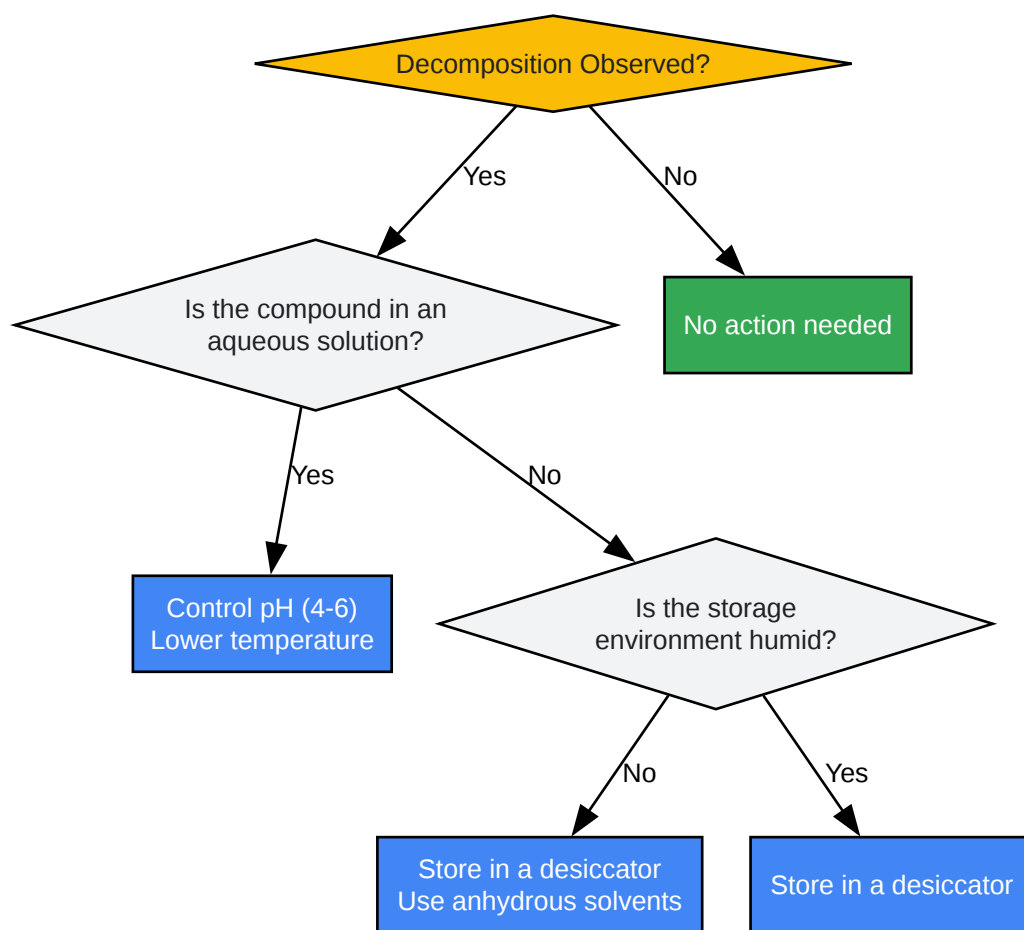 Decomposition Observed?
Yes
No
Is the compound in an
aqueous solution?
No action needed
Yes
No
Control pH (4-6)
Lower temperature
Is the storage
environment humid?
No
Yes
Store in a desiccator
Use anhydrous solvents
Store in a desiccator